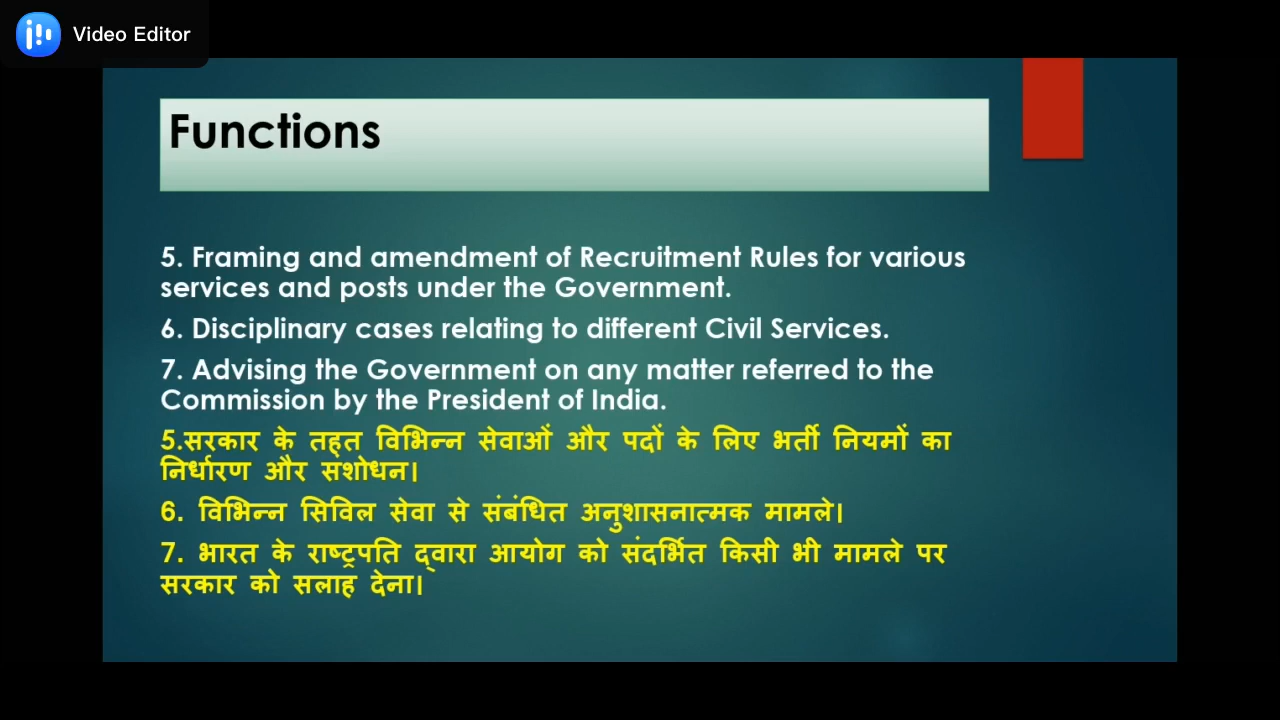 Video Editor
Functions
5. Framing and amendment of Recruitment Rules for various
services and posts under the Government.
6. Disciplinary cases relating to different Civil Services.
7. Advising the Government on any matter referred to the
Commission by the President of India.
5.सरकार के तहत विभिन्न सेवाओं और पदों के लिए भर्ती नियमों का
निर्धारण और संशोधन।
6. विभिन्न सिविल सेवा से संबंधित अनुशासनात्मक मामले।
7. भारत के राष्ट्रपति द्वारा आयोग को संदर्भित किसी भी मामले पर
सरकार को सलाह देना।